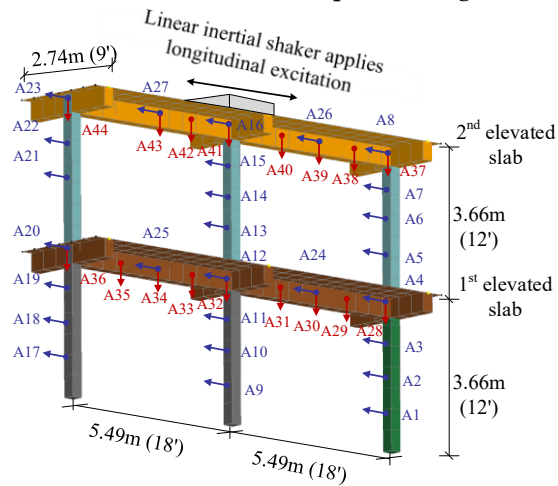 Linear inertial shaker applies
longitudinal excitation
2.74m (9')
A23
A27
A26
A8
A22
A44
A43
A42
A41
A16
A40
A39
A38
A37
2nd elevated
slab
A21
A15
A14
A13
A7
A6
A5
A4
3.66m
(12')
A20
A25
A12
A24
1st elevated
slab
A19
A36
A35
A34
A33
A32
A31
A30
A29
A28
A18
A17
A11
A10
A9
A3
A2
A1
3.66m
(12')
5.49m (18')
5.49m (18')